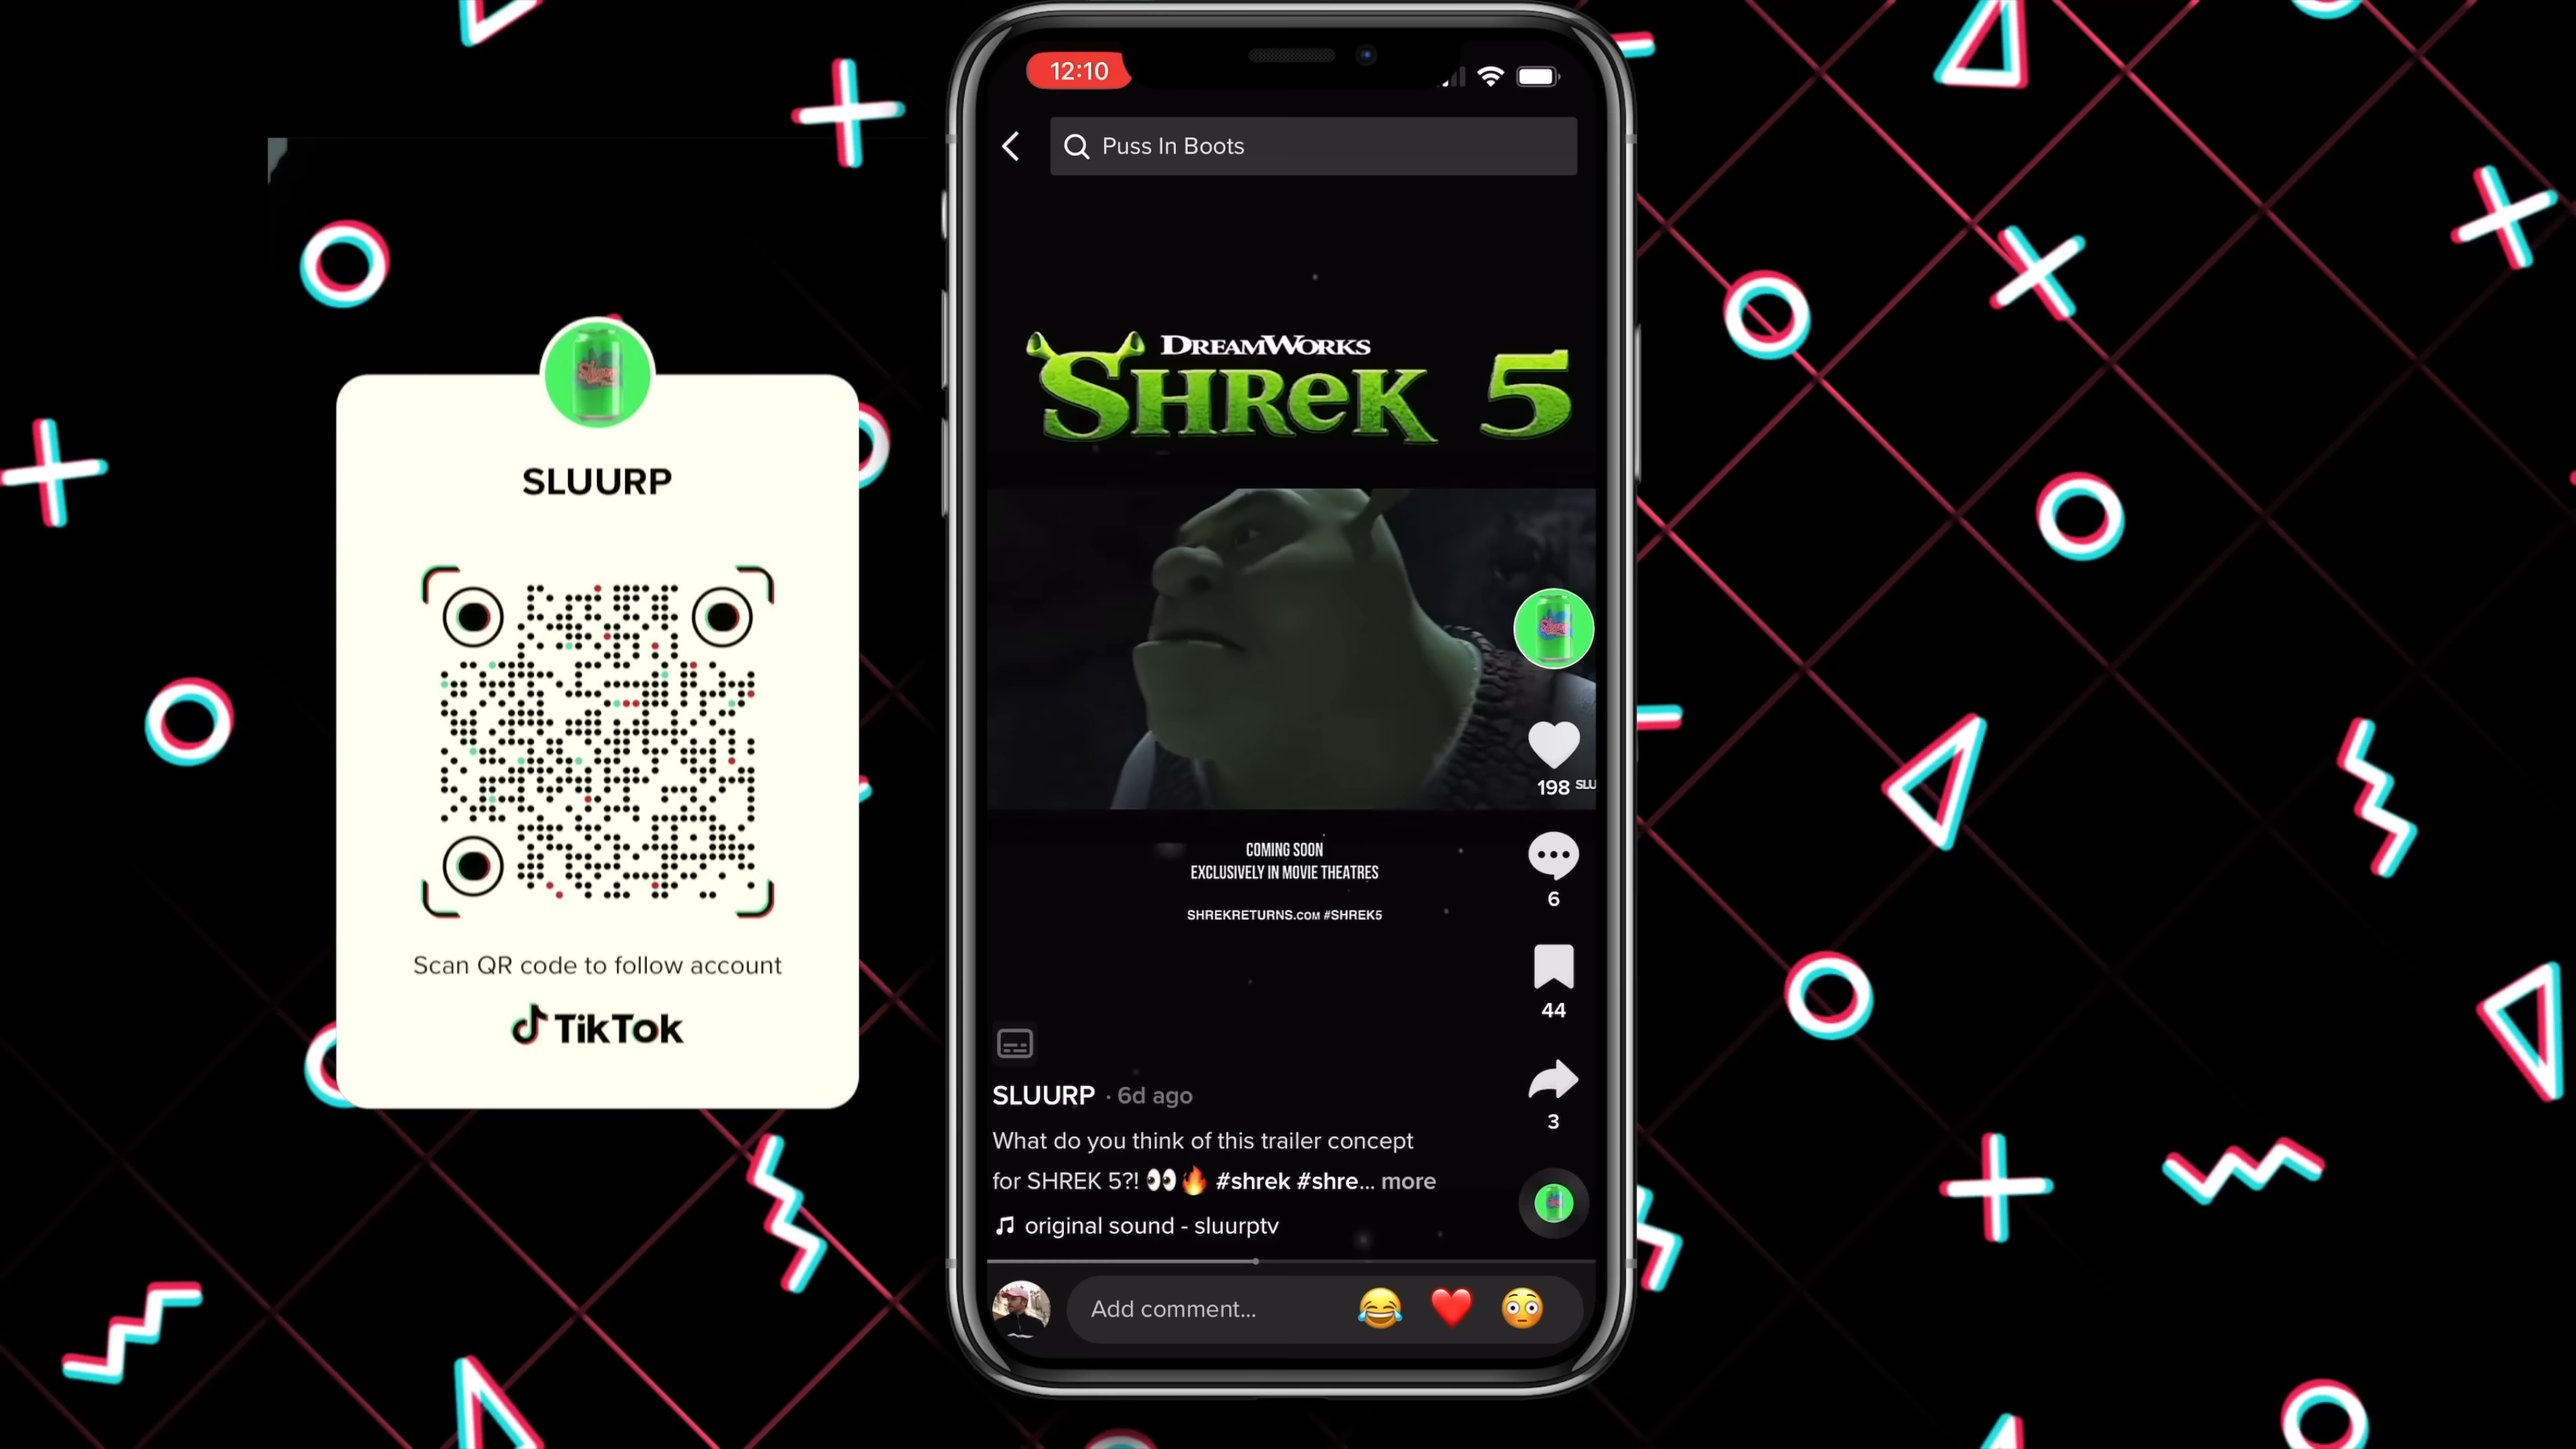 SLUURP
Scan QR code to follow account
TikTok
12:10
Puss In Boots
DREAMWORKS
SHREK 5
198
SLU
COMING SOON
EXCLUSIVELY IN MOVIE THEATRES
SHREKRETURNS.COM #SHREK5
6
44
3
SLUURP · 6d ago
What do you think of this trailer concept
for SHREK 5?! 👀🔥 #shrek #shre... more
original sound - sluurptv
Add comment... 😂 ❤️ 😳